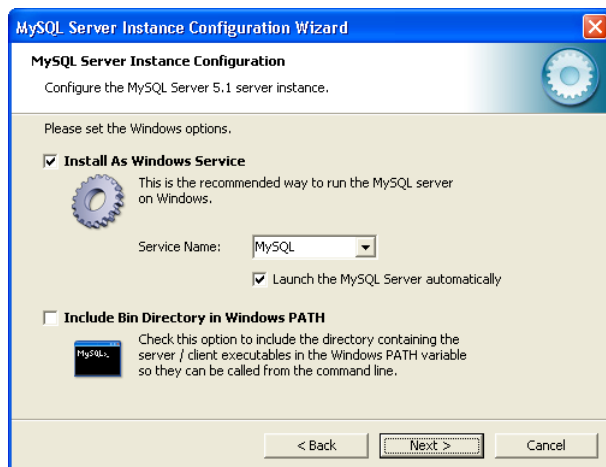 MySQL Server Instance Configuration Wizard
MySQL Server Instance Configuration
Configure the MySQL Server 5.1 server instance.
Please set the Windows options.
Install As Windows Service
This is the recommended way to run the MySQL server
on Windows.
Service Name:
MySQL
Launch the MySQL Server automatically
Include Bin Directory in Windows PATH
MySQL>_
Check this option to include the directory containing the
server / client executables in the Windows PATH variable
so they can be called from the command line.
< Back
Next >
Cancel